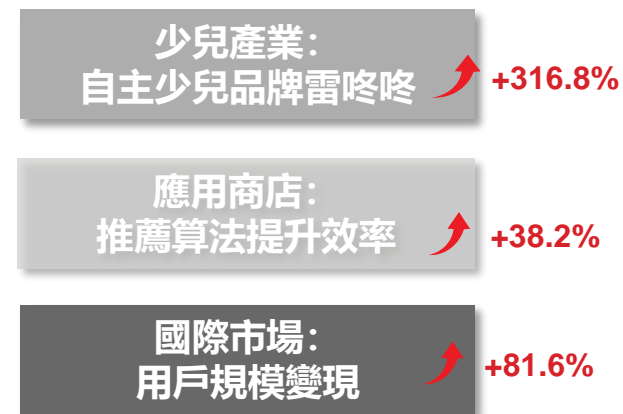 少兒產業：
自主少兒品牌雷咚咚
+316.8%
應用商店：
推薦算法提升效率
+38.2%
國際市場：
用戶規模變現
+81.6%